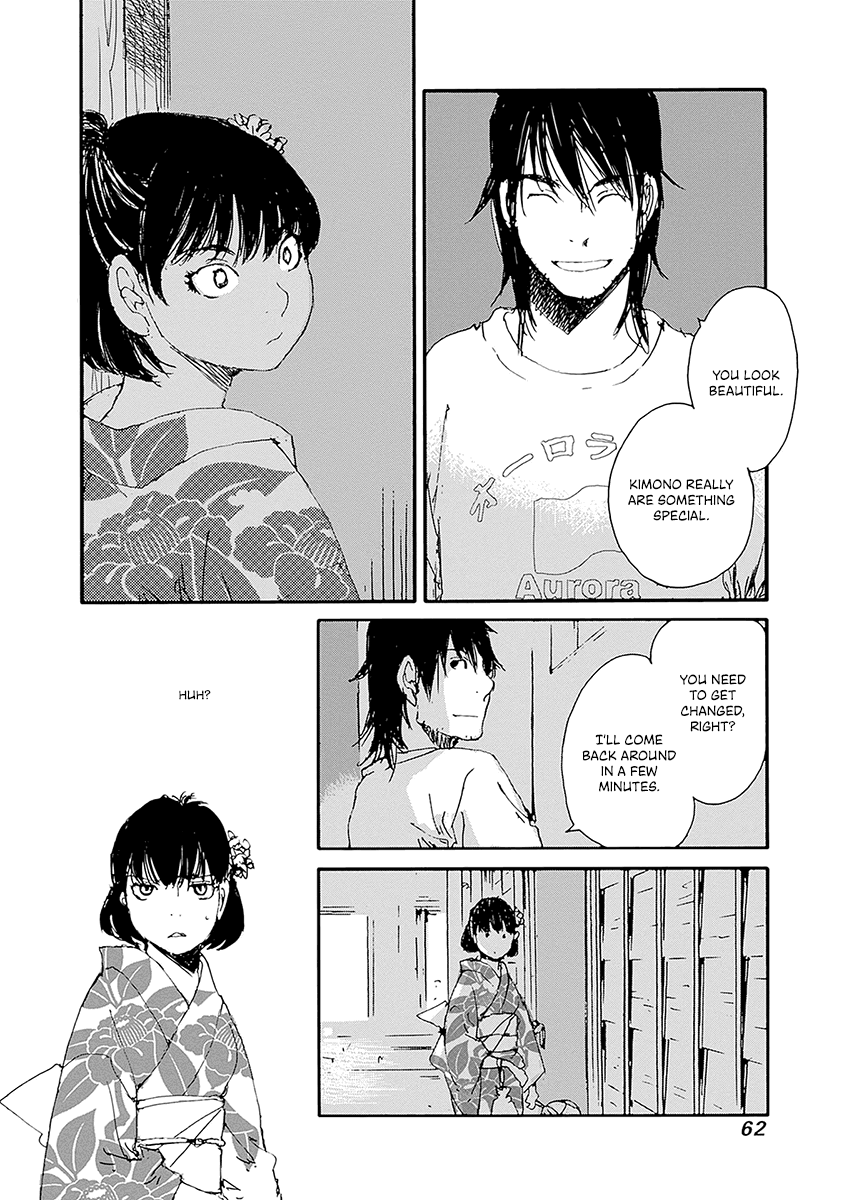 YOU LOOK
BEAUTIFUL.
KIMONO REALLY
ARE SOMETHING
SPECIAL.
オーロラ
Aurora
YOU NEED
TO GET
CHANGED,
RIGHT?
I'LL COME
BACK AROUND
IN A FEW
MINUTES.
HUH?
62